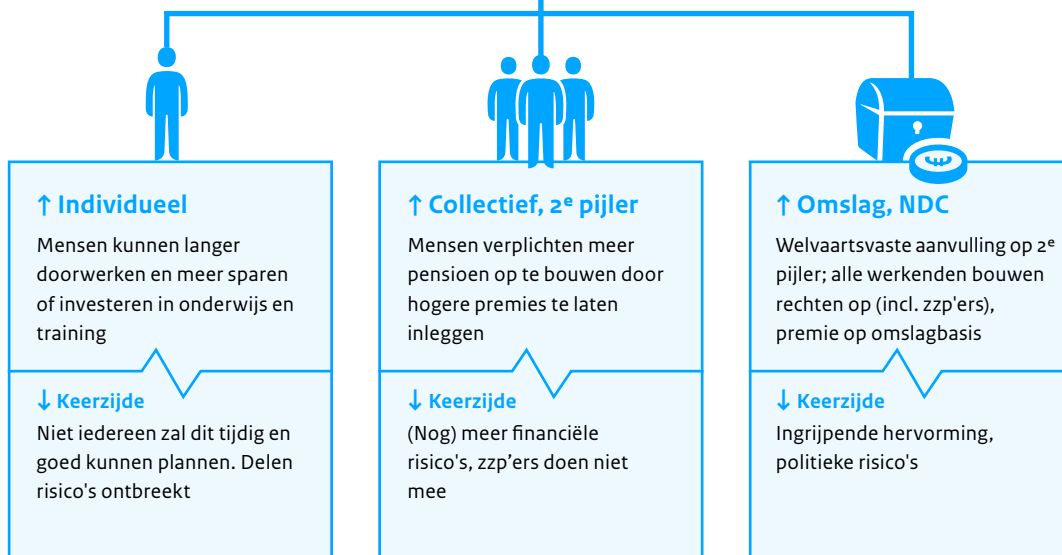 ↑ Individueel
Mensen kunnen langer
doorwerken en meer sparen
of investeren in onderwijs en
training
↓ Keerzijde
Niet iedereen zal dit tijdig en
goed kunnen plannen. Delen
risico's ontbreekt
↑ Collectief, 2ᵉ pijler
Mensen verplichten meer
pensioen op te bouwen door
hogere premies te laten
inleggen
↓ Keerzijde
(Nog) meer financiële
risico's, zzp’ers doen niet
mee
↑ Omslag, NDC
Welvaartsvaste aanvulling op 2ᵉ
pijler; alle werkenden bouwen
rechten op (incl. zzp'ers),
premie op omslagbasis
↓ Keerzijde
Ingrijpende hervorming,
politieke risico's